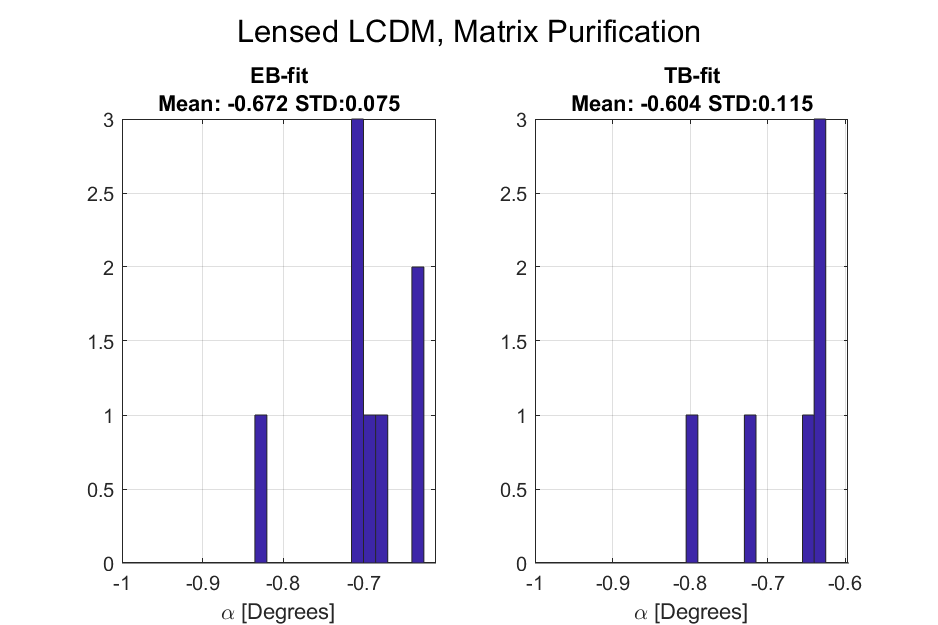 Lensed LCDM, Matrix Purification
EB-fit
Mean: -0.672 STD:0.075
3
2.5
2
1.5
1
0.5
0
-1 -0.9 -0.8 -0.7
α [Degrees]
TB-fit
Mean: -0.604 STD:0.115
3
2.5
2
1.5
1
0.5
0
-1 -0.9 -0.8 -0.7 -0.6
α [Degrees]